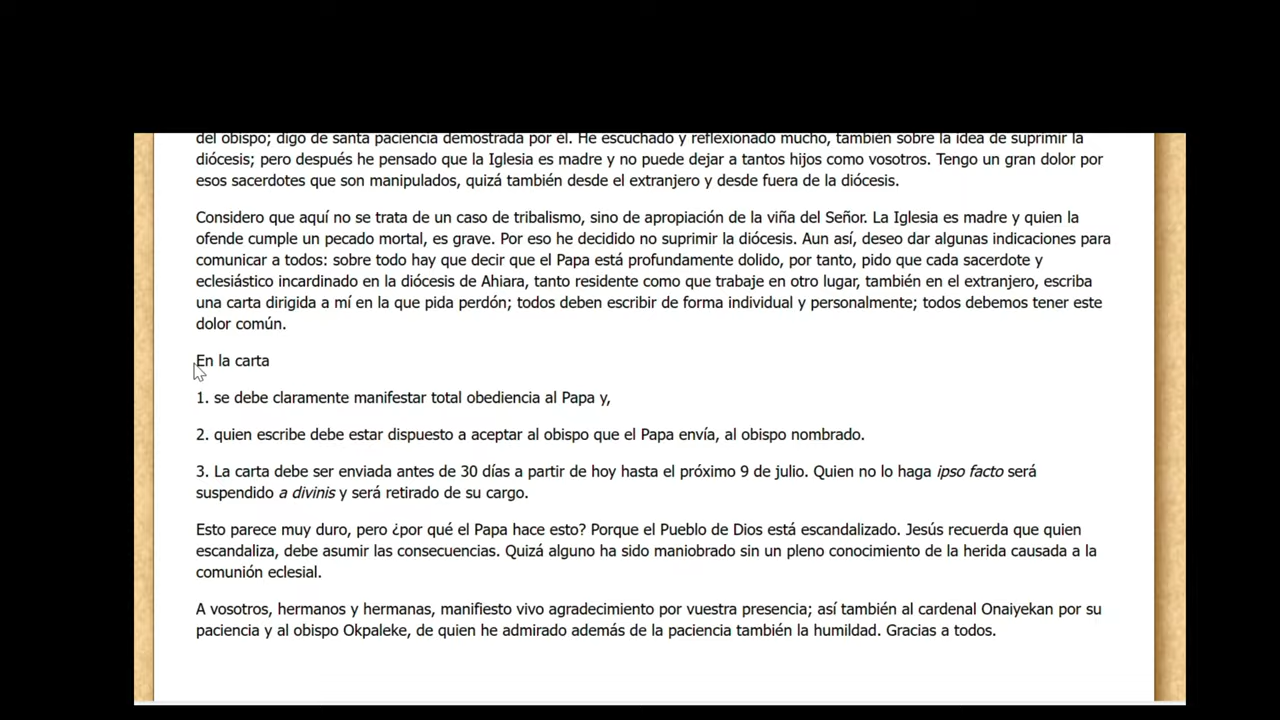 del obispo; digo de santa paciencia demostrada por él. He escuchado y reflexionado mucho, también sobre la idea de suprimir la
diócesis; pero después he pensado que la Iglesia es madre y no puede dejar a tantos hijos como vosotros. Tengo un gran dolor por
esos sacerdotes que son manipulados, quizá también desde el extranjero y desde fuera de la diócesis.
Considero que aquí no se trata de un caso de tribalismo, sino de apropiación de la viña del Señor. La Iglesia es madre y quien la
ofende cumple un pecado mortal, es grave. Por eso he decidido no suprimir la diócesis. Aun así, deseo dar algunas indicaciones para
comunicar a todos: sobre todo hay que decir que el Papa está profundamente dolido, por tanto, pido que cada sacerdote y
eclesiástico incardinado en la diócesis de Ahiara, tanto residente como que trabaje en otro lugar, también en el extranjero, escriba
una carta dirigida a mí en la que pida perdón; todos deben escribir de forma individual y personalmente; todos debemos tener este
dolor común.
En la carta
1. se debe claramente manifestar total obediencia al Papa y,
2. quien escribe debe estar dispuesto a aceptar al obispo que el Papa envía, al obispo nombrado.
3. La carta debe ser enviada antes de 30 días a partir de hoy hasta el próximo 9 de julio. Quien no lo haga ipso facto será
suspendido a divinis y será retirado de su cargo.
Esto parece muy duro, pero ¿por qué el Papa hace esto? Porque el Pueblo de Dios está escandalizado. Jesús recuerda que quien
escandaliza, debe asumir las consecuencias. Quizá alguno ha sido maniobrado sin un pleno conocimiento de la herida causada a la
comunión eclesial.
A vosotros, hermanos y hermanas, manifiesto vivo agradecimiento por vuestra presencia; así también al cardenal Onaiyekan por su
paciencia y al obispo Okpaleke, de quien he admirado además de la paciencia también la humildad. Gracias a todos.